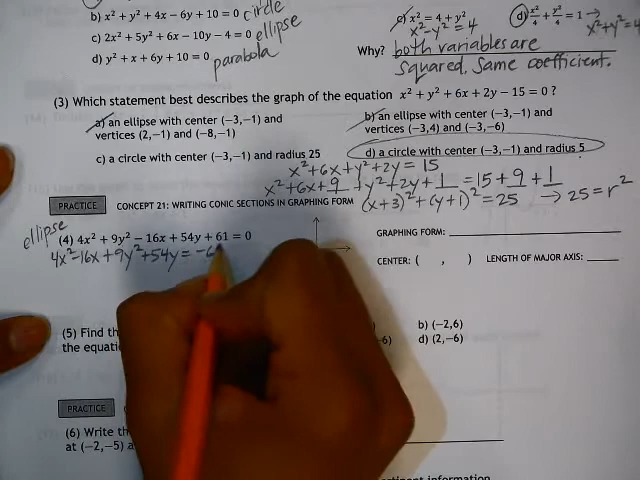 b) x² + y² + 4x − 6y + 10 = 0 circle
c) 2x² + 5y² + 6x − 10y − 4 = 0 ellipse
d) y² + x + 6y + 10 = 0 parabola
c) x² = 4 + y²
x² − y² = 4
d) x²/4 + y²/4 = 1 →
x² + y² = 4
Why? both variables are
squared. Same coefficient.
(3) Which statement best describes the graph of the equation x² + y² + 6x + 2y − 15 = 0 ?
a) an ellipse with center (−3,−1) and
vertices (2,−1) and (−8,−1)
b) an ellipse with center (−3,−1) and
vertices (−3,4) and (−3,−6)
c) a circle with center (−3,−1) and radius 25
d) a circle with center (−3,−1) and radius 5
x² + 6x + y² + 2y = 15
x² + 6x + 9 + y² + 2y + 1 = 15 + 9 + 1
(x + 3)² + (y + 1)² = 25 → 25 = r²
PRACTICE CONCEPT 21: WRITING CONIC SECTIONS IN GRAPHING FORM
ellipse
(4) 4x² + 9y² − 16x + 54y + 61 = 0
4x² − 16x + 9y² + 54y = −6
GRAPHING FORM:
CENTER: ( , ) LENGTH OF MAJOR AXIS:
(5) Find th
the equati
b) (−2,6)
−6) d) (2,−6)
PRACTICE
(6) Write th
at (−2,−5) a
information